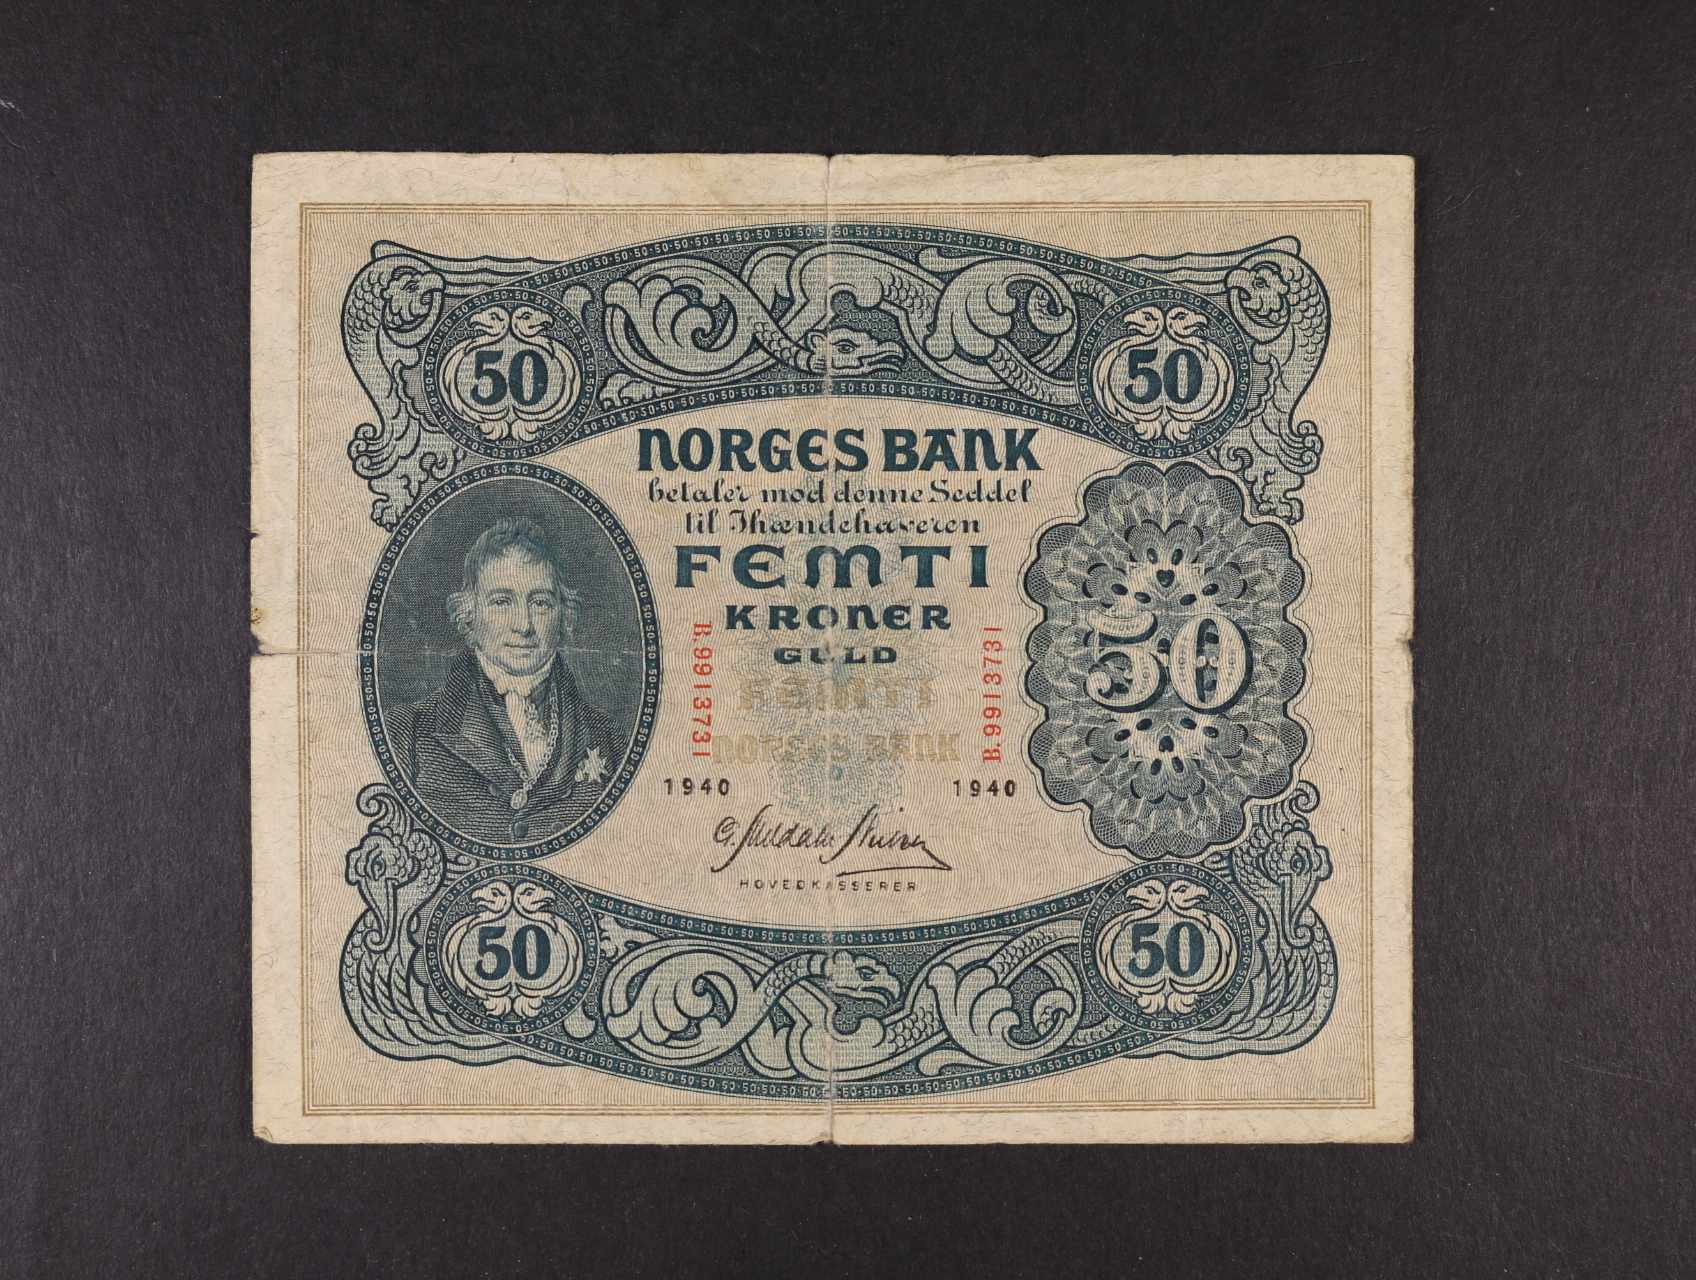 50
50
NORGES BANK
betaler mod denne Seddel
til Ihændehaveren
FEMTI
KRONER
GULD
B.9913731
B.9913731
50
FEMTI
NORGES BANK
1940
1940
HOVEDKASSERER
50
50